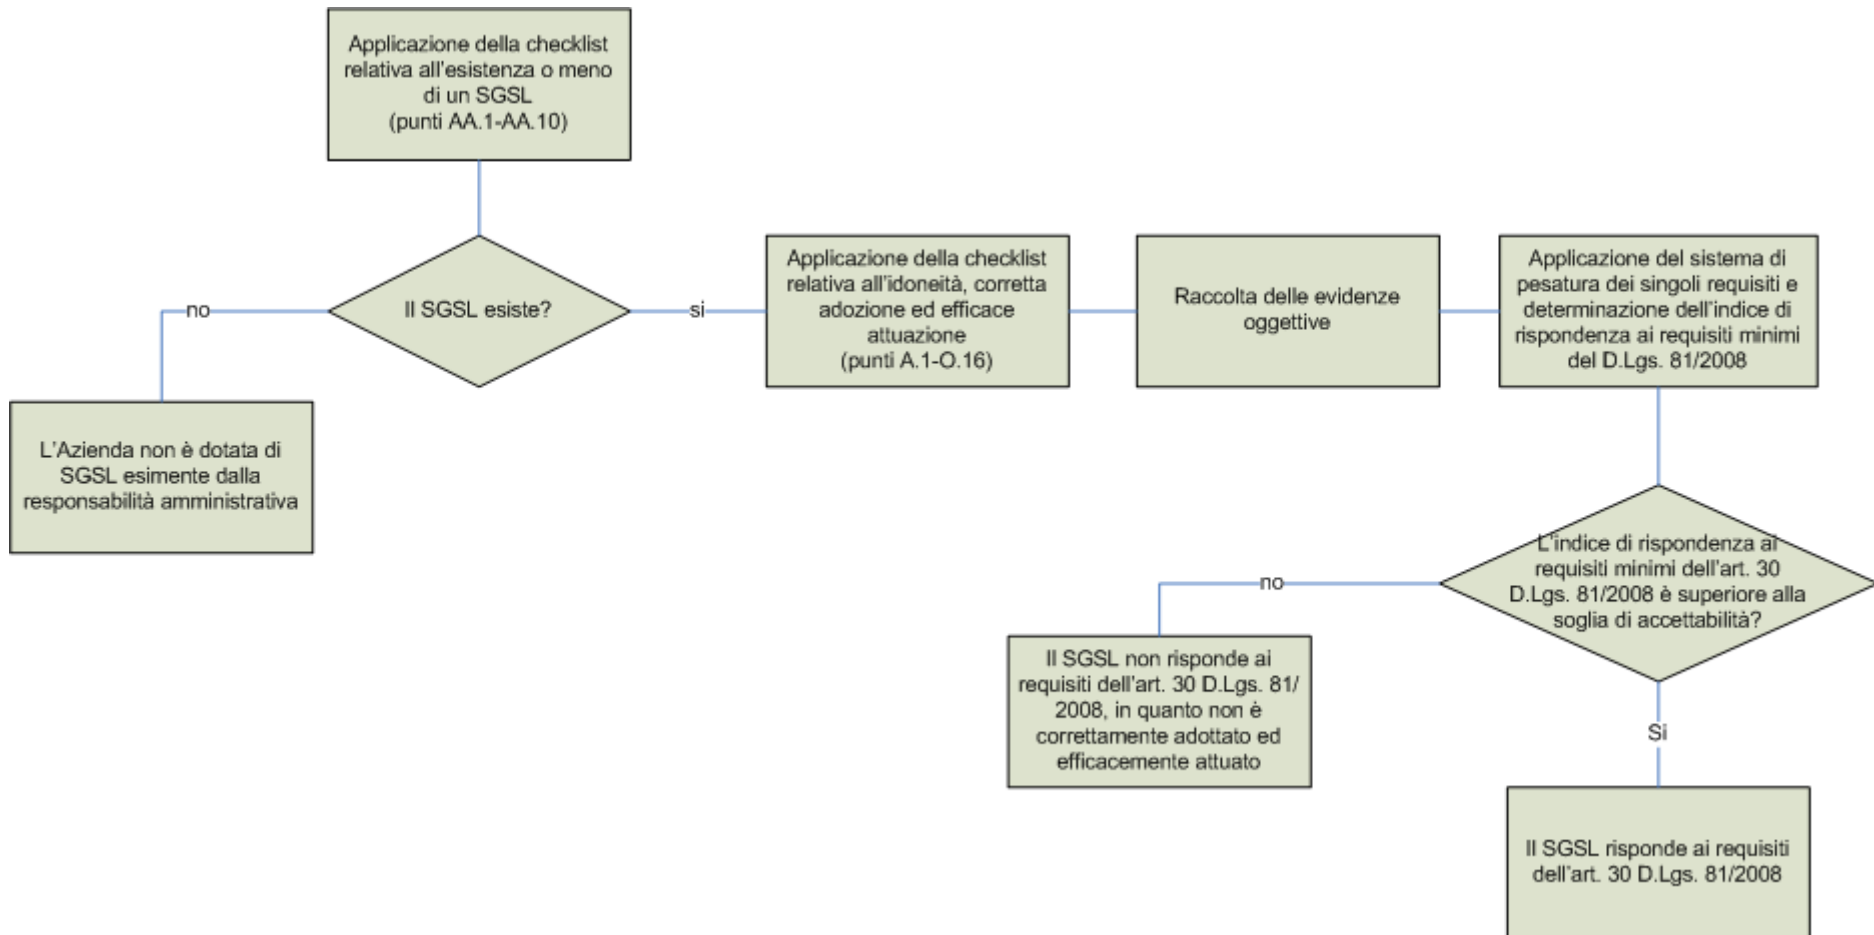 Applicazione della checklist
relativa all'esistenza o meno
di un SGSL
(punti AA.1-AA.10)
Il SGSL esiste?
no
si
L'Azienda non è dotata di
SGSL esimente dalla
responsabilità amministrativa
Applicazione della checklist
relativa all'idoneità, corretta
adozione ed efficace
attuazione
(punti A.1-O.16)
Raccolta delle evidenze
oggettive
Applicazione del sistema di
pesatura dei singoli requisiti e
determinazione dell'indice di
rispondenza ai requisiti minimi
del D.Lgs. 81/2008
L'indice di rispondenza ai
requisiti minimi dell'art. 30
D.Lgs. 81/2008 è superiore alla
soglia di accettabilità?
no
Il SGSL non risponde ai
requisiti dell'art. 30 D.Lgs. 81/
2008, in quanto non è
correttamente adottato ed
efficacemente attuato
Si
Il SGSL risponde ai requisiti
dell'art. 30 D.Lgs. 81/2008